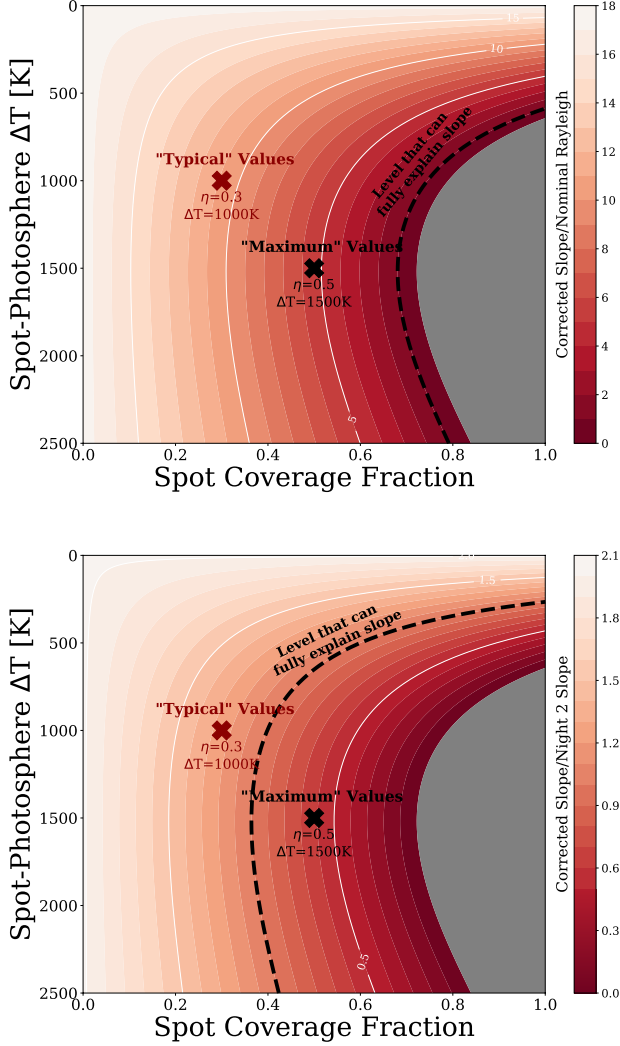 0
500
1000
1500
2000
2500
0.0
0.2
0.4
0.6
0.8
1.0
Spot-Photosphere ΔT [K]
Spot Coverage Fraction
15
10
5
Level that can
fully explain slope
"Typical" Values
η=0.3
ΔT=1000K
"Maximum" Values
η=0.5
ΔT=1500K
18
16
14
12
10
8
6
4
2
0
Corrected Slope/Nominal Rayleigh
0
500
1000
1500
2000
2500
0.0
0.2
0.4
0.6
0.8
1.0
Spot-Photosphere ΔT [K]
Spot Coverage Fraction
1.5
0.5
Level that can
fully explain slope
"Typical" Values
η=0.3
ΔT=1000K
"Maximum" Values
η=0.5
ΔT=1500K
2.1
1.8
1.5
1.2
0.9
0.6
0.3
0.0
Corrected Slope/Night 2 Slope